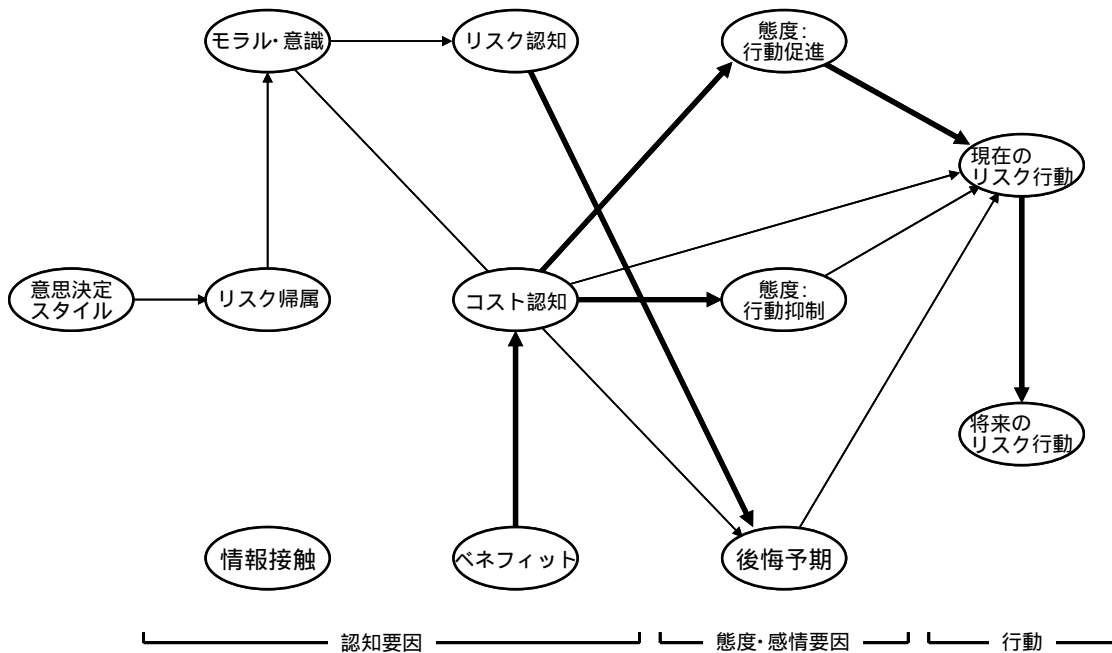 モラル・意識
リスク認知
態度:
行動促進
現在の
リスク行動
意思決定
スタイル
リスク帰属
コスト認知
態度:
行動抑制
将来の
リスク行動
情報接触
ベネフィット
後悔予期
認知要因
態度・感情要因
行動